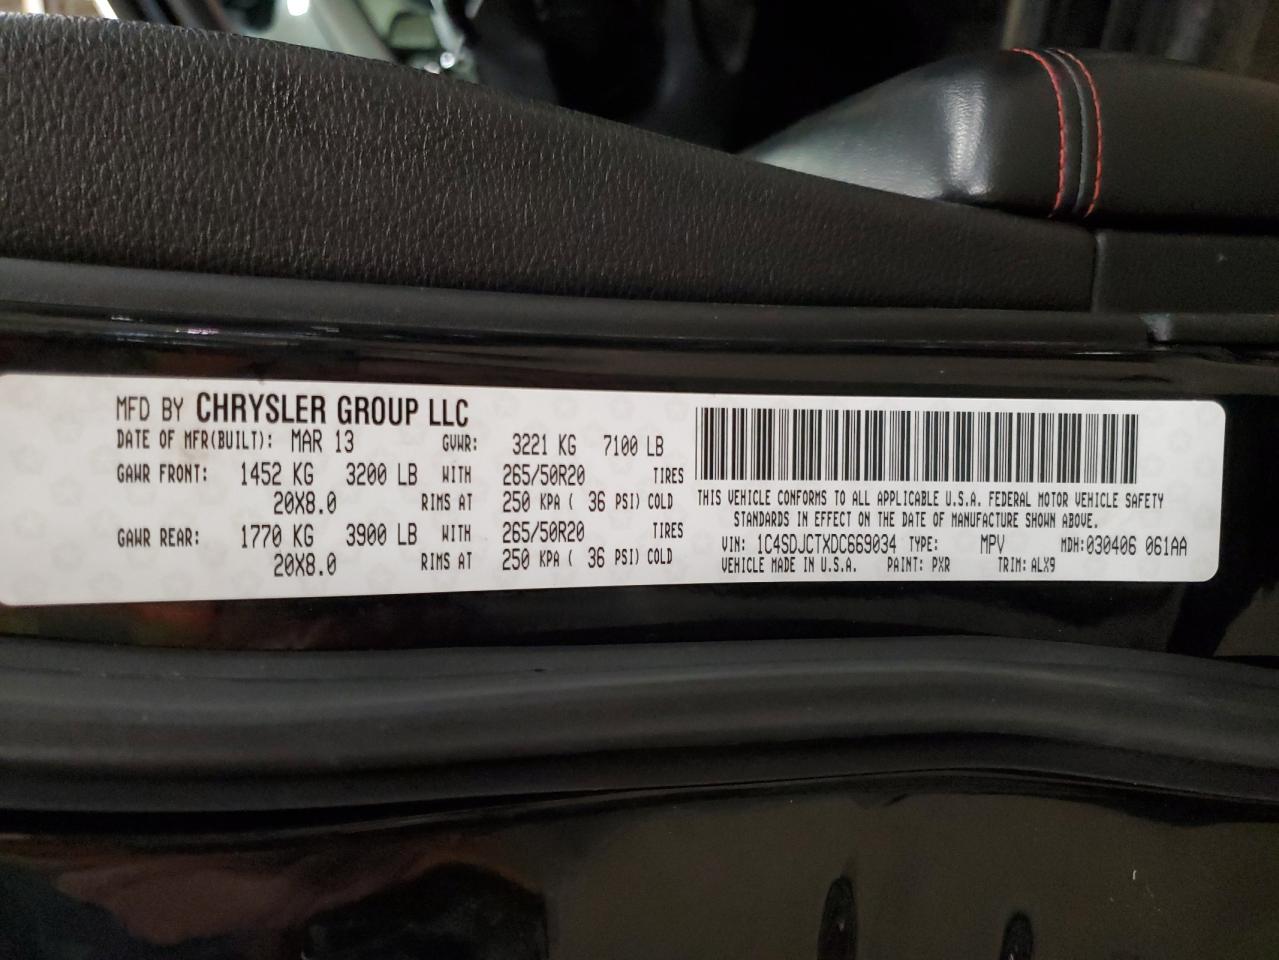 MFD BY CHRYSLER GROUP LLC
DATE OF MFR(BUILT): MAR 13 GVWR: 3221 KG 7100 LB
GAWR FRONT: 1452 KG 3200 LB WITH 265/50R20 TIRES
20X8.0 RIMS AT 250 KPA ( 36 PSI) COLD
GAWR REAR: 1770 KG 3900 LB WITH 265/50R20 TIRES
20X8.0 RIMS AT 250 KPA ( 36 PSI) COLD
THIS VEHICLE CONFORMS TO ALL APPLICABLE U.S.A. FEDERAL MOTOR VEHICLE SAFETY
STANDARDS IN EFFECT ON THE DATE OF MANUFACTURE SHOWN ABOVE.
VIN: 1C4SDJCTXDC669034 TYPE: MPV MDH:030406 061AA
VEHICLE MADE IN U.S.A. PAINT: PXR TRIM: ALX9